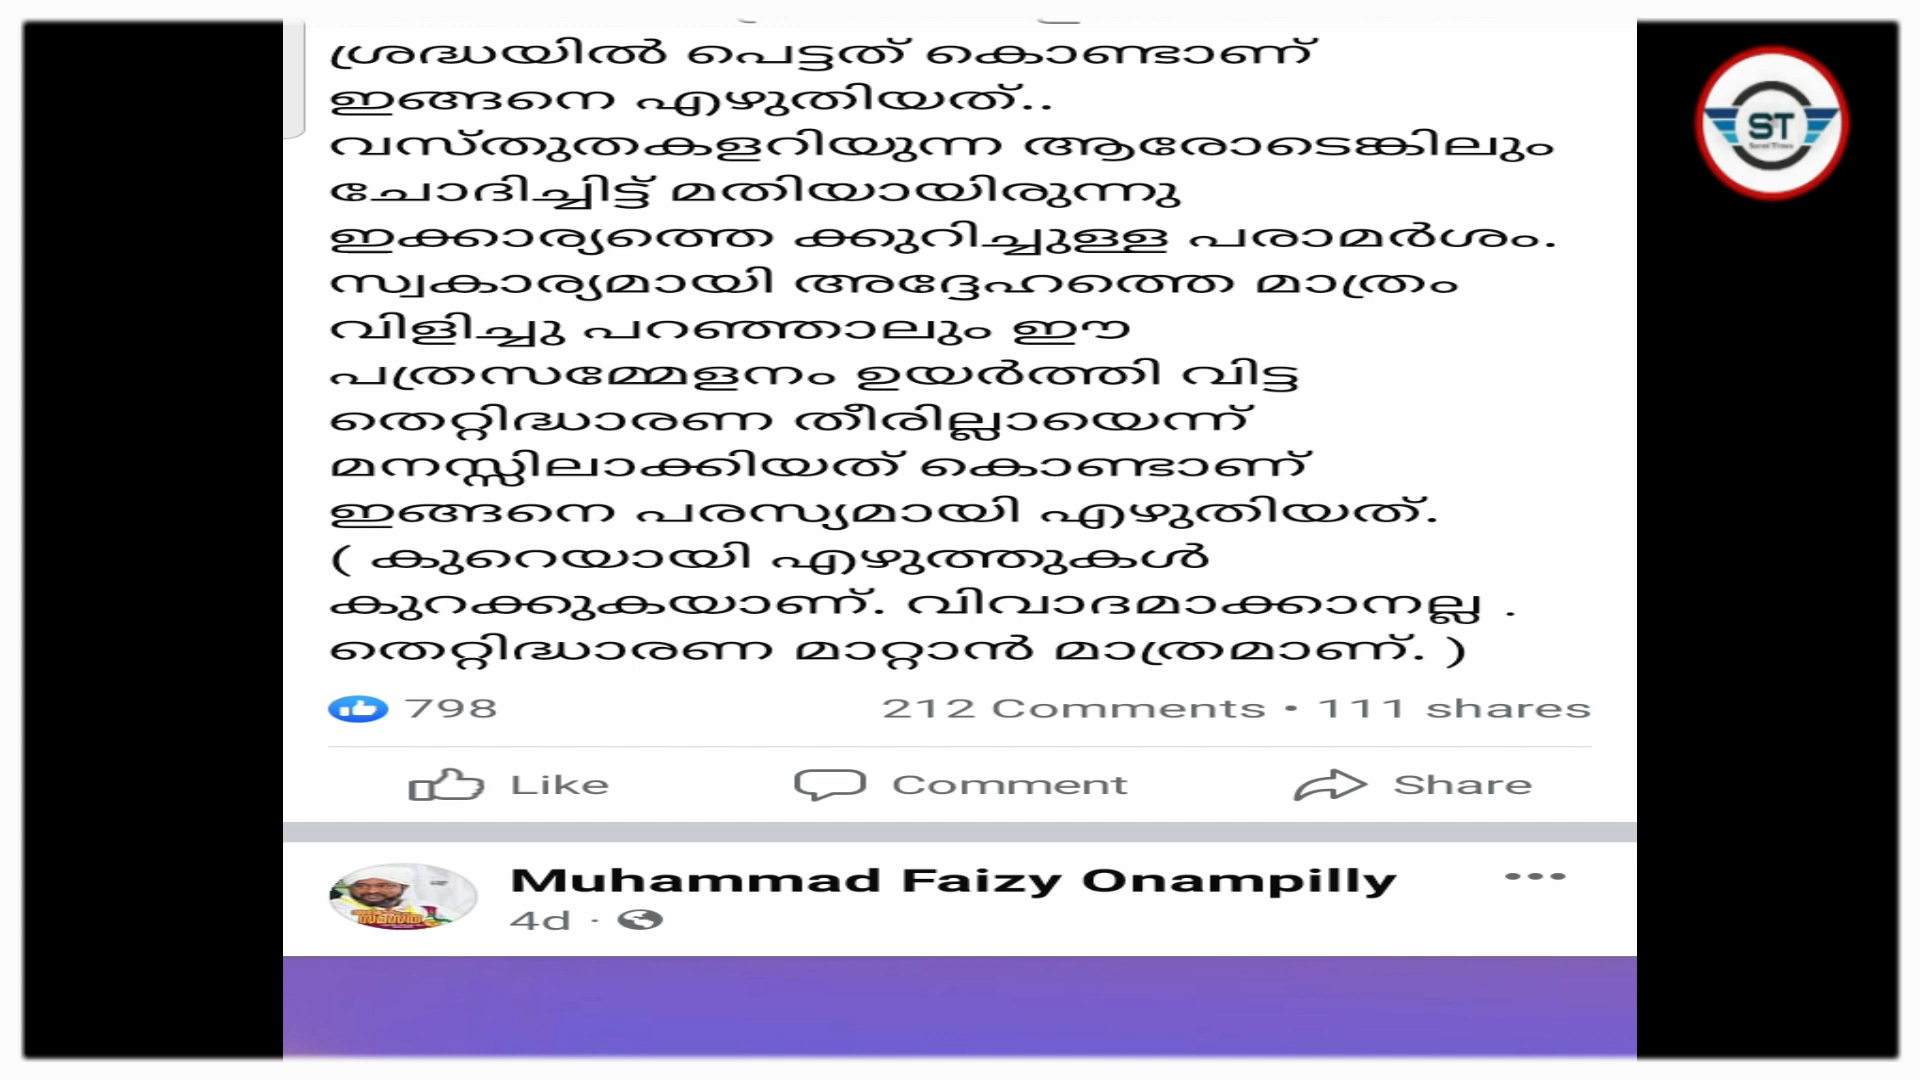 ശ്രദ്ധയിൽ പെട്ടത് കൊണ്ടാണ്
ഇങ്ങനെ എഴുതിയത്..
വസ്തുതകളറിയുന്ന ആരോടെങ്കിലും
ചോദിച്ചിട്ട് മതിയായിരുന്നു
ഇക്കാര്യത്തെ ക്കുറിച്ചുള്ള പരാമർശം.
സ്വകാര്യമായി അദ്ദേഹത്തെ മാത്രം
വിളിച്ചു പറഞ്ഞാലും ഈ
പത്രസമ്മേളനം ഉയർത്തി വിട്ട
തെറ്റിദ്ധാരണ തീരില്ലായെന്ന്
മനസ്സിലാക്കിയത് കൊണ്ടാണ്
ഇങ്ങനെ പരസ്യമായി എഴുതിയത്.
( കുറെയായി എഴുത്തുകൾ
കുറക്കുകയാണ്. വിവാദമാക്കാനല്ല .
തെറ്റിദ്ധാരണ മാറ്റാൻ മാത്രമാണ്. )
798 212 Comments • 111 shares
Like Comment Share
Muhammad Faizy Onampilly
4d ·
ST